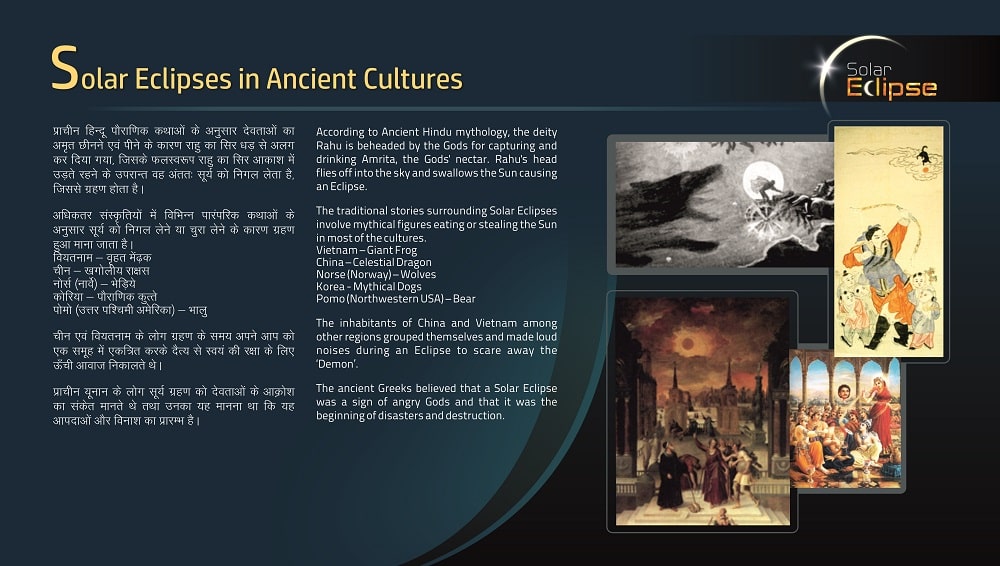 Solar Eclipses in Ancient Cultures
Solar
Eclipse
प्राचीन हिन्दू पौराणिक कथाओं के अनुसार देवताओं का
अमृत छीनने एवं पीने के कारण राहु का सिर धड़ से अलग
कर दिया गया, जिसके फलस्वरूप राहु का सिर आकाश में
उड़ते रहने के उपरान्त वह अंततः सूर्य को निगल लेता है,
जिससे ग्रहण होता है।
अधिकतर संस्कृतियों में विभिन्न पारंपरिक कथाओं के
अनुसार सूर्य को निगल लेने या चुरा लेने के कारण ग्रहण
हुआ माना जाता है।
वियतनाम – वृहत मेंढ़क
चीन – खगोलीय राक्षस
नोर्स (नार्वे) – भेड़िये
कोरिया – पौराणिक कुत्ते
पोमो (उत्तर पश्चिमी अमेरिका) – भालु
चीन एवं वियतनाम के लोग ग्रहण के समय अपने आप को
एक समूह में एकत्रित करके दैत्य से स्वयं की रक्षा के लिए
ऊँची आवाज निकालते थे।
प्राचीन यूनान के लोग सूर्य ग्रहण को देवताओं के आक्रोश
का संकेत मानते थे तथा उनका यह मानना था कि यह
आपदाओं और विनाश का प्रारम्भ है।
According to Ancient Hindu mythology, the deity
Rahu is beheaded by the Gods for capturing and
drinking Amrita, the Gods' nectar. Rahu's head
flies off into the sky and swallows the Sun causing
an Eclipse.
The traditional stories surrounding Solar Eclipses
involve mythical figures eating or stealing the Sun
in most of the cultures.
Vietnam – Giant Frog
China – Celestial Dragon
Norse (Norway) – Wolves
Korea - Mythical Dogs
Pomo (Northwestern USA) – Bear
The inhabitants of China and Vietnam among
other regions grouped themselves and made loud
noises during an Eclipse to scare away the
‘Demon’.
The ancient Greeks believed that a Solar Eclipse
was a sign of angry Gods and that it was the
beginning of disasters and destruction.